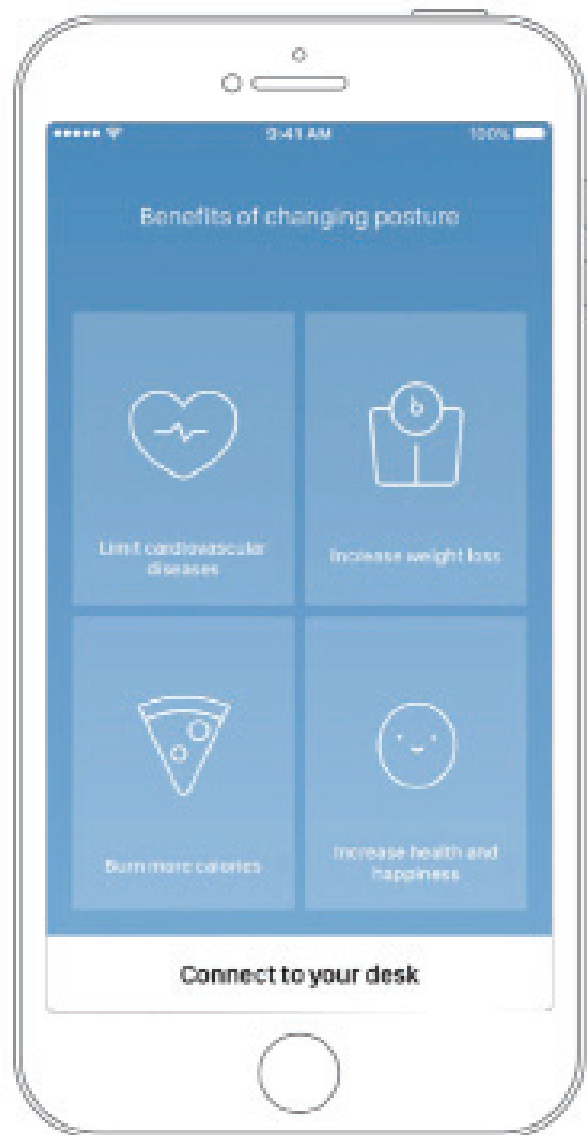 9:41 AM
100%
Benefits of changing posture
Limit cardiovascular
diseases
Increase weight loss
Burn more calories
Increase health and
happiness
Connect to your desk